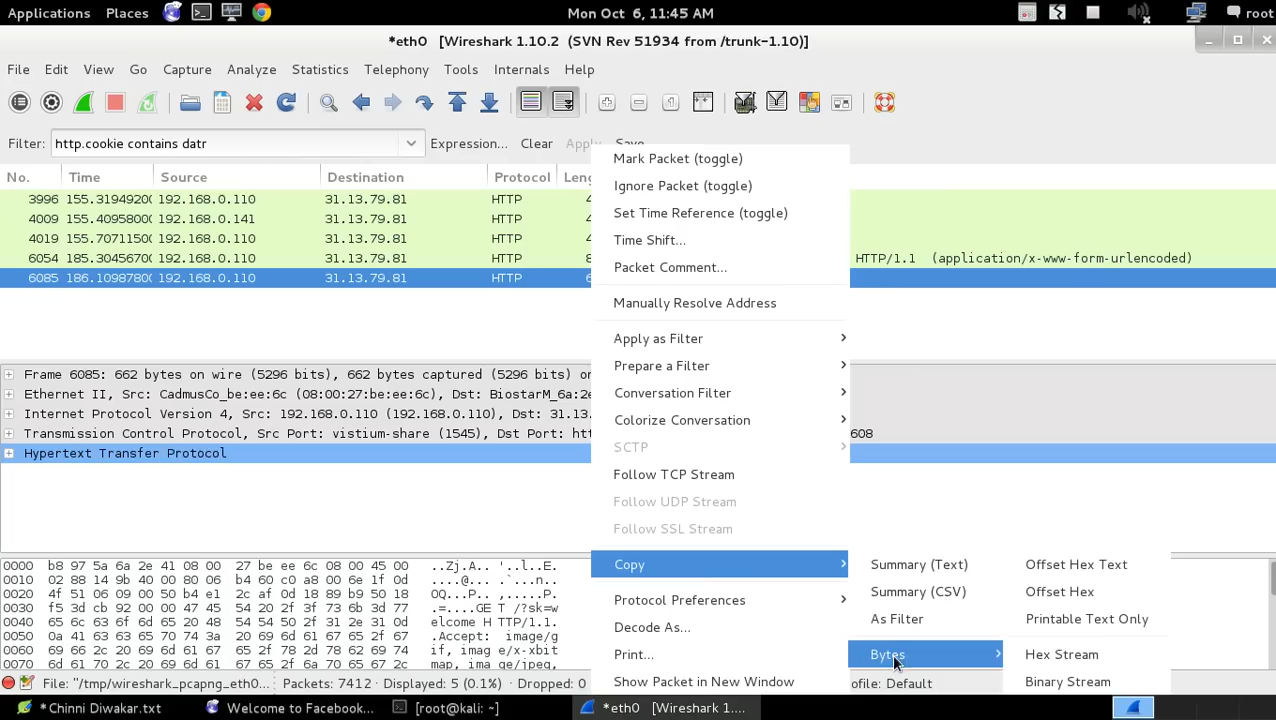 Applications Places Mon Oct 6, 11:45 AM root
*eth0 [Wireshark 1.10.2 (SVN Rev 51934 from /trunk-1.10)]
File Edit View Go Capture Analyze Statistics Telephony Tools Internals Help
Filter: http.cookie contains datr Expression... Clear Apply Save
No. Time Source Destination Protocol Leng
3996 155.31949200 192.168.0.110 31.13.79.81 HTTP
4009 155.40958000 192.168.0.141 31.13.79.81 HTTP
4019 155.70711500 192.168.0.110 31.13.79.81 HTTP
6054 185.30456700 192.168.0.110 31.13.79.81 HTTP 8 HTTP/1.1 (application/x-www-form-urlencoded)
6085 186.10987800 192.168.0.110 31.13.79.81 HTTP 6
Mark Packet (toggle)
Ignore Packet (toggle)
Set Time Reference (toggle)
Time Shift...
Packet Comment...
Manually Resolve Address
Apply as Filter
Prepare a Filter
Conversation Filter
Colorize Conversation
SCTP
Follow TCP Stream
Follow UDP Stream
Follow SSL Stream
Copy
Protocol Preferences
Decode As...
Print...
Show Packet in New Window
Summary (Text)
Summary (CSV)
As Filter
Bytes
Offset Hex Text
Offset Hex
Printable Text Only
Hex Stream
Binary Stream
Frame 6085: 662 bytes on wire (5296 bits), 662 bytes captured (5296 bits) on
Ethernet II, Src: CadmusCo_be:ee:6c (08:00:27:be:ee:6c), Dst: BiostarM_6a:2e
Internet Protocol Version 4, Src: 192.168.0.110 (192.168.0.110), Dst: 31.13.
Transmission Control Protocol, Src Port: vistium-share (1545), Dst Port: htt 608
Hypertext Transfer Protocol
0000 b8 97 5a 6a 2e 41 08 00 27 be ee 6c 08 00 45 00 ..Zj.A.. '..l..E.
0010 02 88 14 9b 40 00 80 06 b4 60 c0 a8 00 6e 1f 0d ....@... .`...n..
0020 4f 51 06 09 00 50 b4 e1 2c af 0d 18 89 b9 50 18 OQ...P.. ,.....P.
0030 f5 3d cb 92 00 00 47 45 54 20 2f 3f 73 6b 3d 77 .=....GE T /?sk=w
0040 65 6c 63 6f 6d 65 20 48 54 54 50 2f 31 2e 31 0d elcome H TTP/1.1.
0050 0a 41 63 63 65 70 74 3a 20 69 6d 61 67 65 2f 67 .Accept: image/g
0060 69 66 2c 20 69 6d 61 67 65 2f 78 2d 78 62 69 74 if, imag e/x-xbit
0070 6d 61 70 2c 20 69 6d 61 67 65 2f 6a 70 65 67 2c map, ima ge/jpeg,
File: "/tmp/wireshark_pcapng_eth0... Packets: 7412 · Displayed: 5 (0.1%) · Dropped: 0 ofile: Default
*Chinni Diwakar.txt Welcome to Facebook... [root@kali: ~] *eth0 [Wireshark 1....